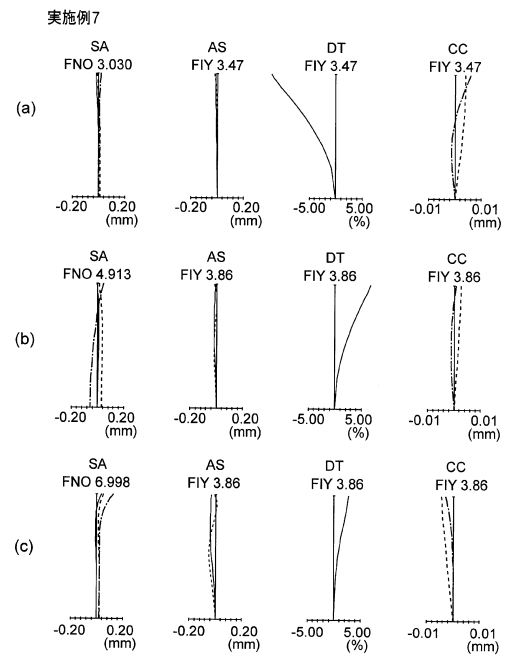 実施例7
SA AS DT CC
FNO 3.030 FIY 3.47 FIY 3.47 FIY 3.47
(a)
-0.20 0.20 -0.20 0.20 -5.00 5.00 -0.01 0.01
(mm) (mm) (%) (mm)
SA AS DT CC
FNO 4.913 FIY 3.86 FIY 3.86 FIY 3.86
(b)
-0.20 0.20 -0.20 0.20 -5.00 5.00 -0.01 0.01
(mm) (mm) (%) (mm)
SA AS DT CC
FNO 6.998 FIY 3.86 FIY 3.86 FIY 3.86
(c)
-0.20 0.20 -0.20 0.20 -5.00 5.00 -0.01 0.01
(mm) (mm) (%) (mm)